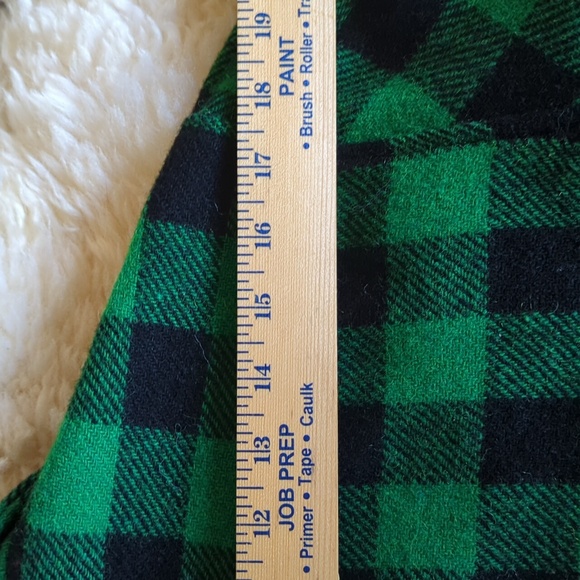 12 13 14 15 16 17 18 19
JOB PREP PAINT
• Primer • Tape • Caulk • Brush • Roller •